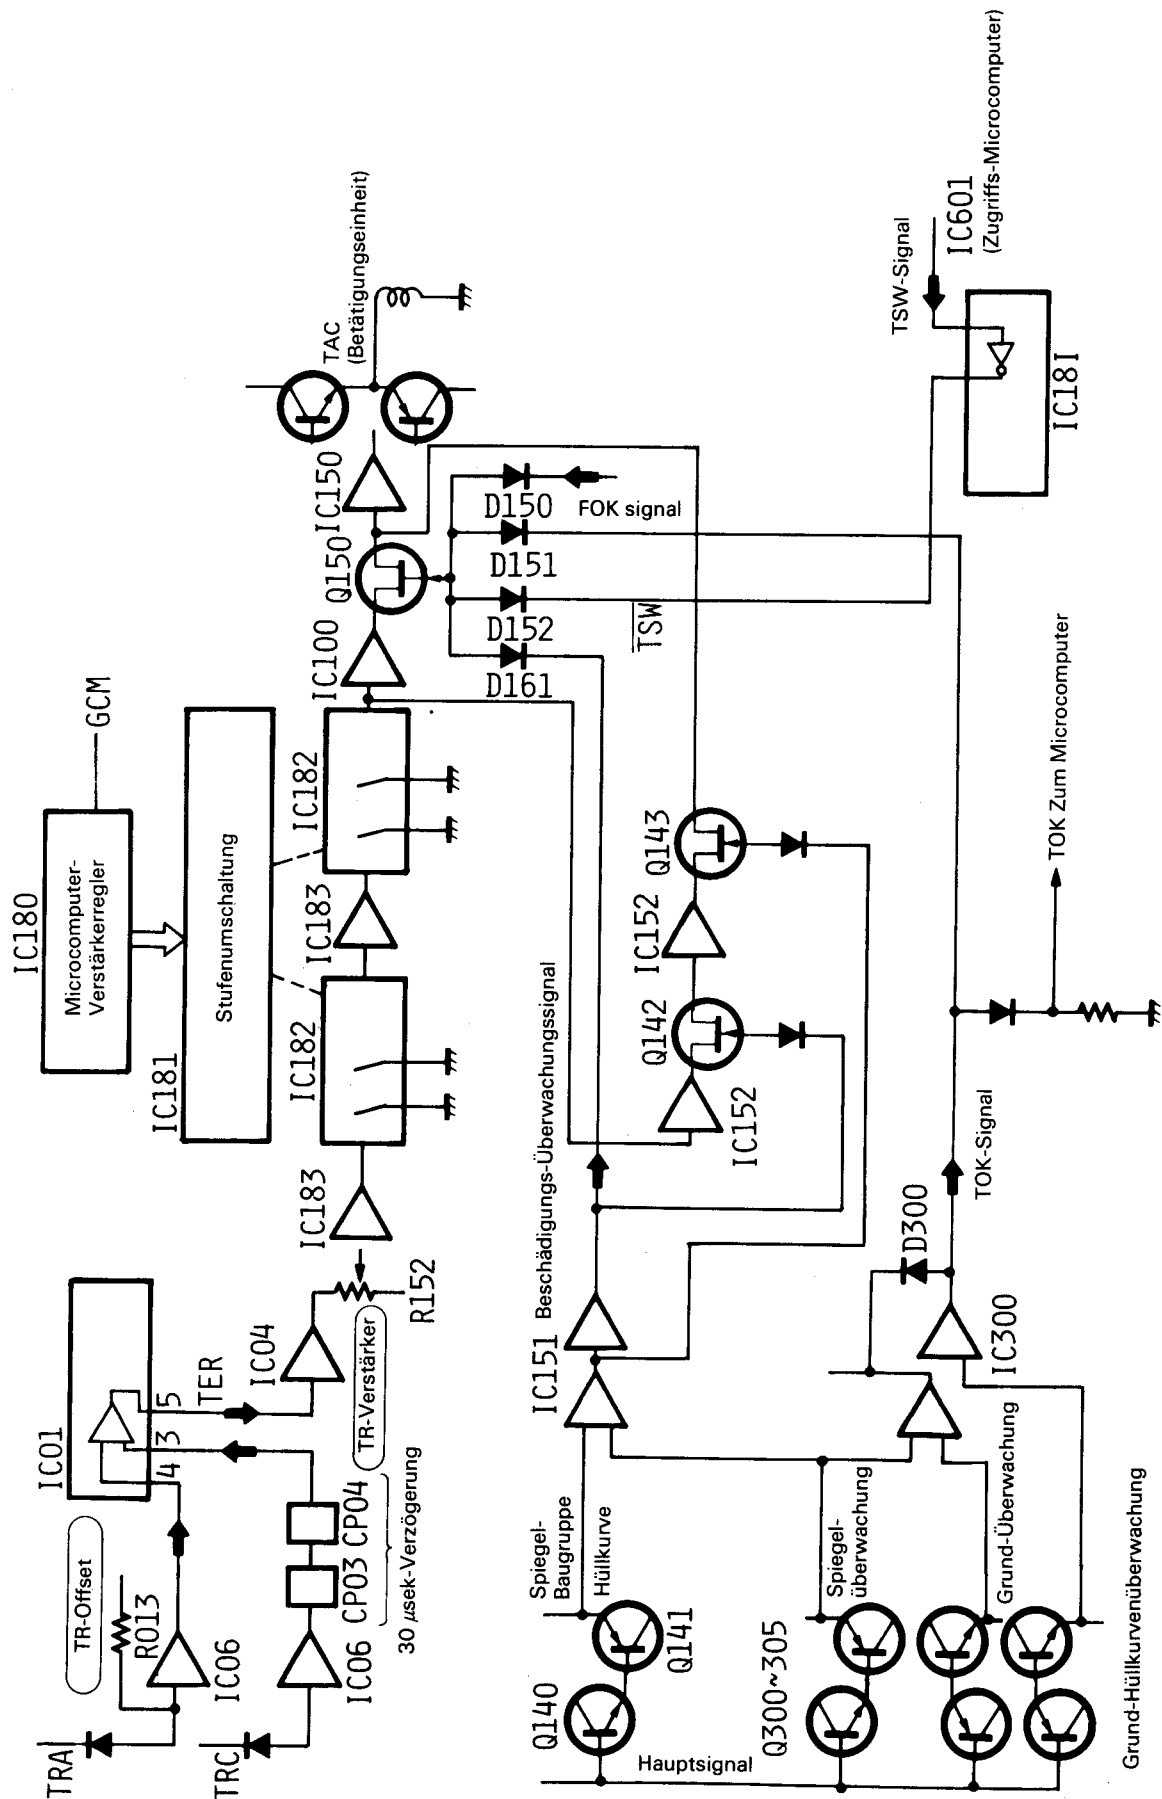 TRA
TR-Offset
R013
IC06
TRC
IC06
CP03
CP04
30 µsek-Verzögerung
IC01
4
3
5
TER
IC04
TR-Verstärker
R152
IC183
IC182
IC183
IC182
IC180
Microcomputer-
Verstärkerregler
GCM
IC181
Stufenumschaltung
IC100
Q150
IC150
TAC
(Betätigungseinheit)
D150
FOK signal
D151
D152
D161
TSW
TSW-Signal
IC601
(Zugriffs-Microcomputer)
IC18I
Q140
Q141
Hauptsignal
Spiegel-
Baugruppe
Hüllkurve
IC151
Beschädigungs-Überwachungssignal
IC152
Q142
IC152
Q143
Q300~305
Spiegel-
überwachung
Grund-Überwachung
Grund-Hüllkurvenüberwachung
IC300
D300
TOK-Signal
TOK Zum Microcomputer